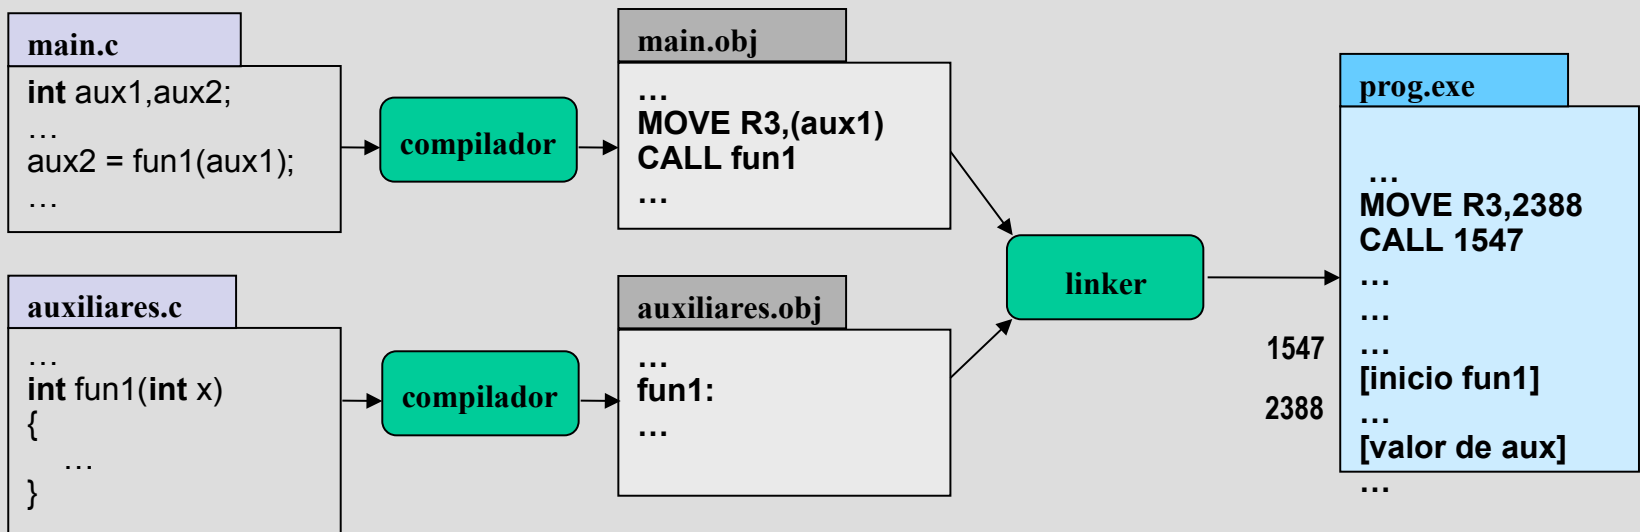 main.c
int aux1,aux2;
…
aux2 = fun1(aux1);
…
compilador
main.obj
…
MOVE R3,(aux1)
CALL fun1
…
auxiliares.c
…
int fun1(int x)
{
…
}
compilador
auxiliares.obj
…
fun1:
…
linker
prog.exe
…
MOVE R3,2388
CALL 1547
…
…
1547 …
[inicio fun1]
2388 …
[valor de aux]
…